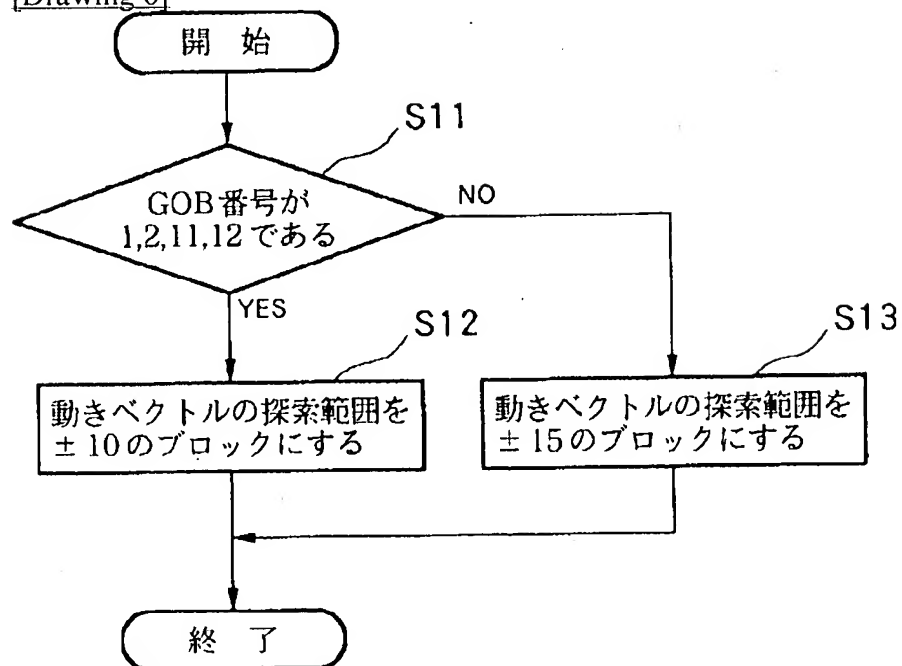 [Drawing 6]
開 始
S11
GOB番号が
1,2,11,12である
NO
YES
S12
S13
動きベクトルの探索範囲を
±10のブロックにする
動きベクトルの探索範囲を
±15のブロックにする
終 了